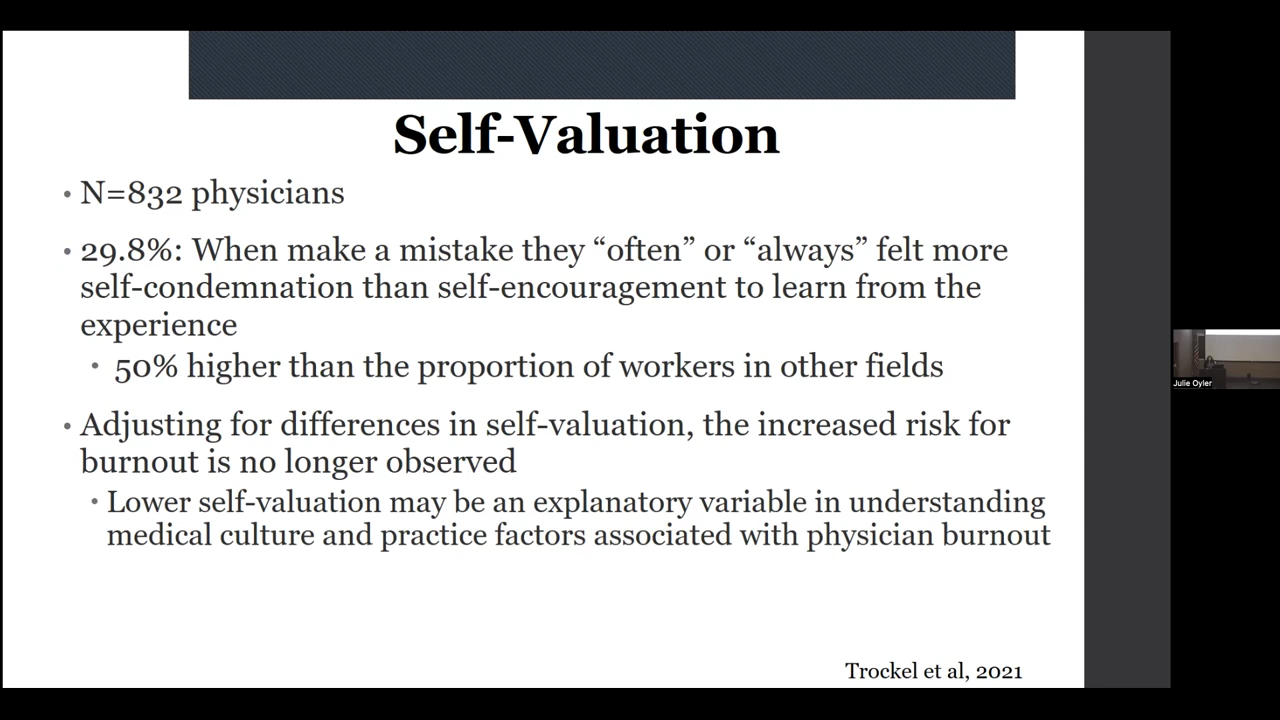 Self-Valuation
• N=832 physicians
• 29.8%: When make a mistake they “often” or “always” felt more
self-condemnation than self-encouragement to learn from the
experience
• 50% higher than the proportion of workers in other fields
• Adjusting for differences in self-valuation, the increased risk for
burnout is no longer observed
• Lower self-valuation may be an explanatory variable in understanding
medical culture and practice factors associated with physician burnout
Trockel et al, 2021
Julie Oyler